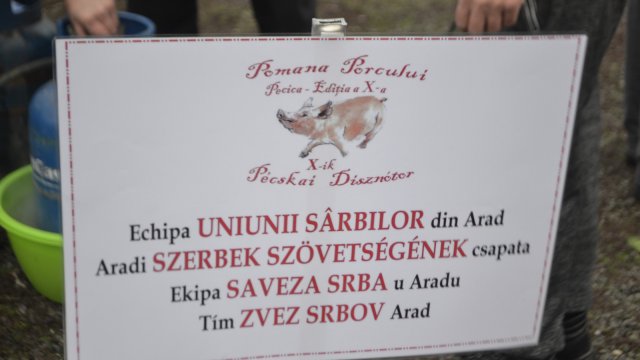 Pomana Porcului
Pecica - Ediția a X-a
X-ik
Pécskai Disznótor
Echipa UNIUNII SÂRBILOR din Arad
Aradi SZERBEK SZÖVETSÉGÉNEK csapata
Ekipa SAVEZA SRBA u Aradu
Tím ZVEZ SRBOV Arad